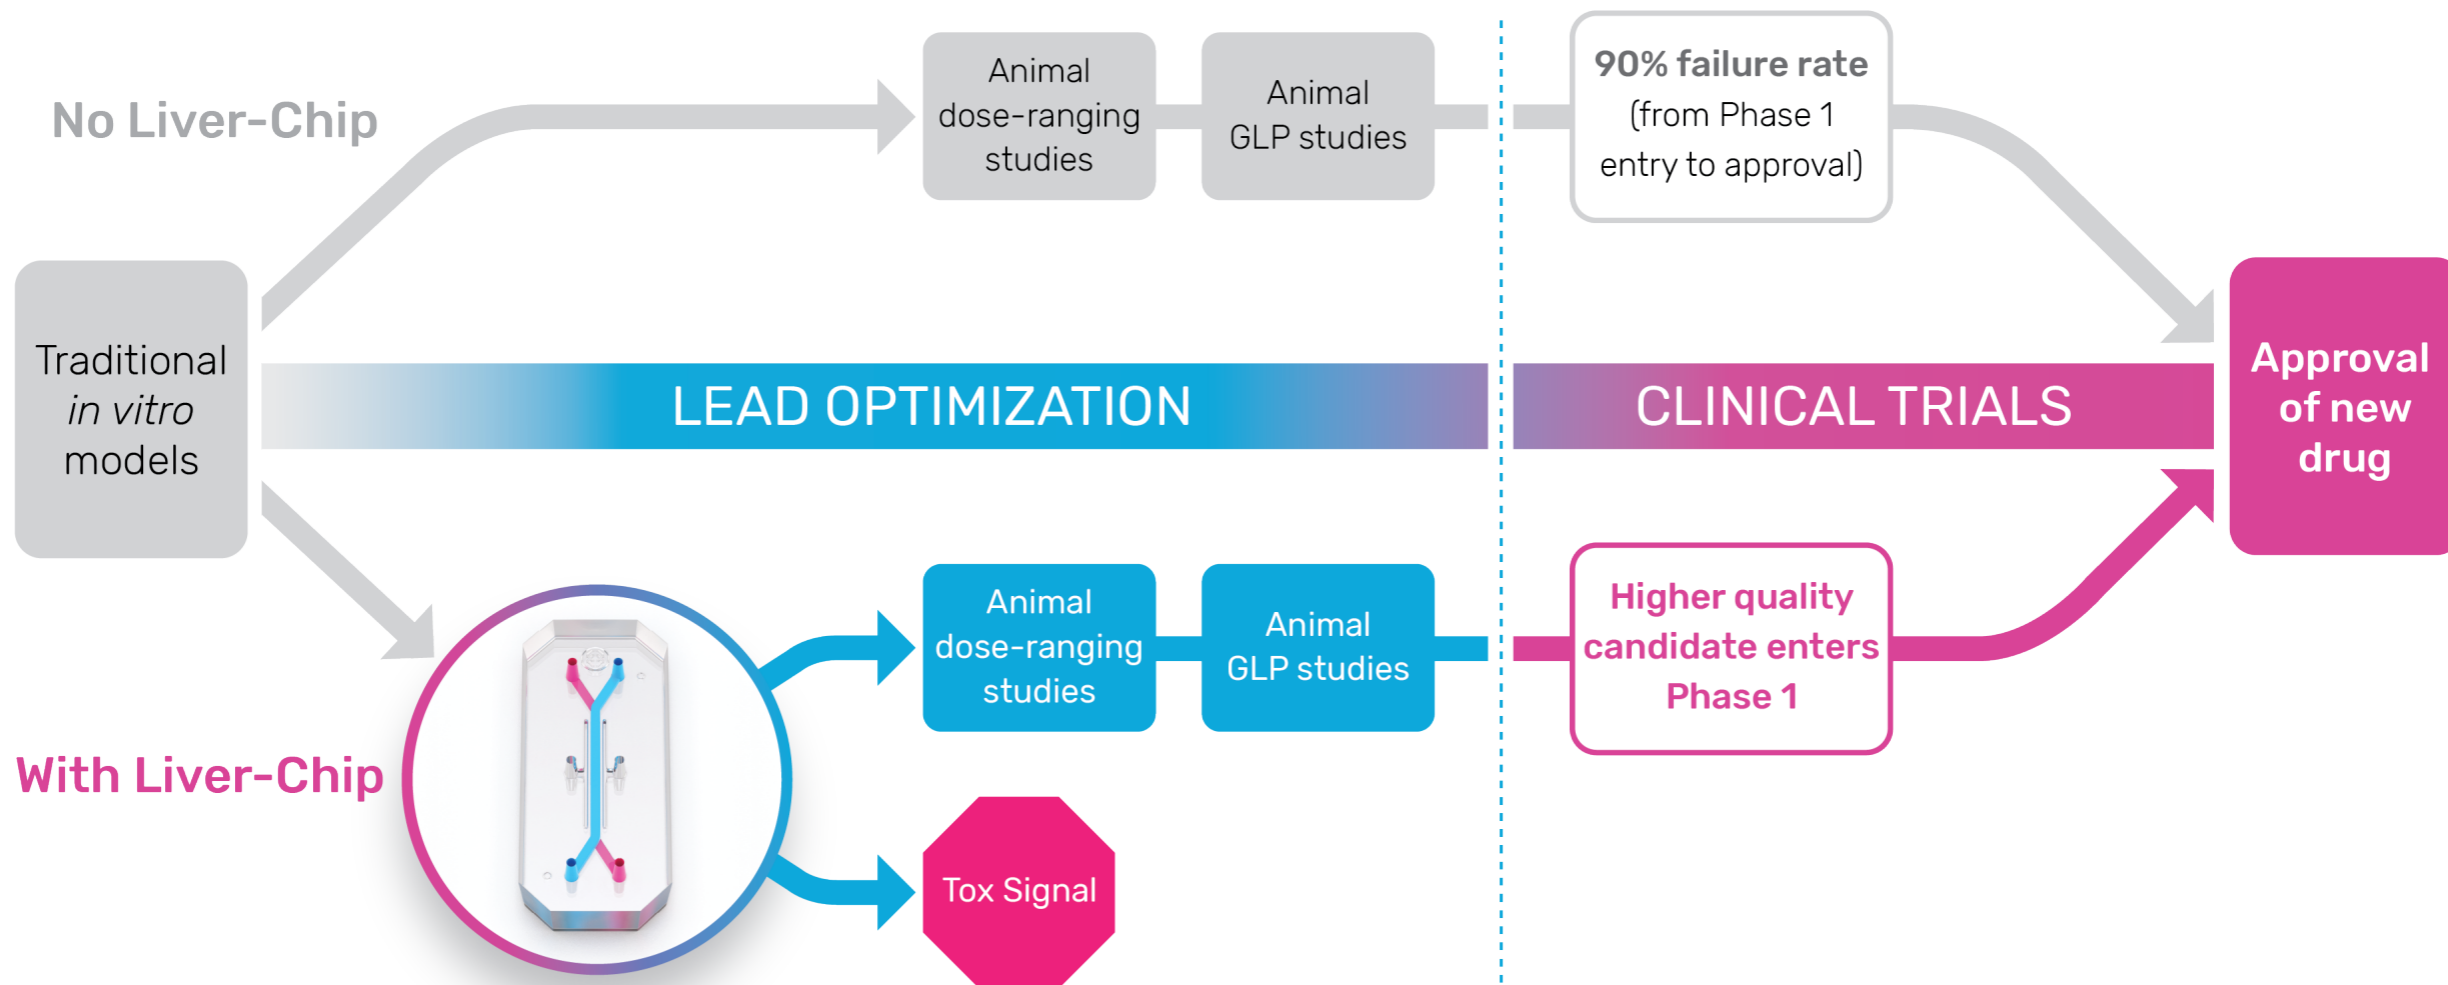 No Liver-Chip
Animal
dose-ranging
studies
Animal
GLP studies
90% failure rate
(from Phase 1
entry to approval)
Traditional
in vitro
models
LEAD OPTIMIZATION
CLINICAL TRIALS
Approval
of new
drug
With Liver-Chip
Animal
dose-ranging
studies
Animal
GLP studies
Higher quality
candidate enters
Phase 1
Tox Signal